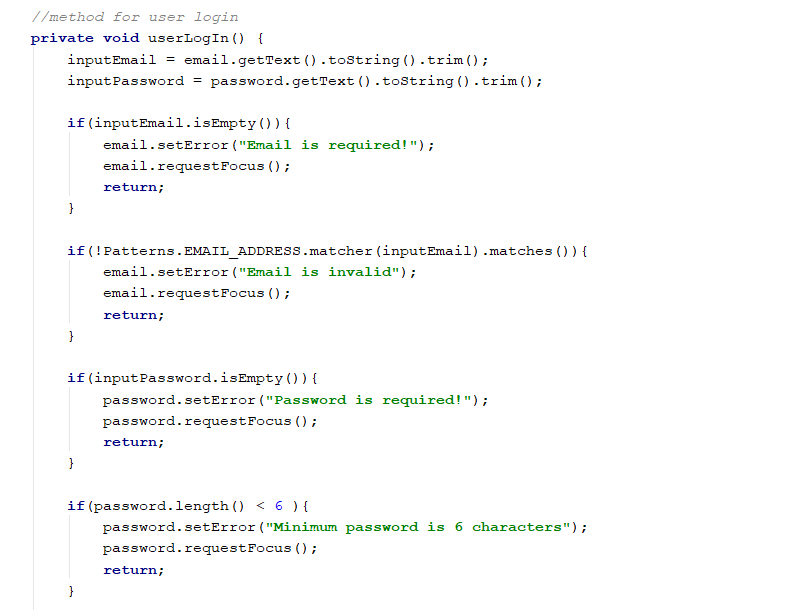 //method for user login
private void userLogIn() {
    inputEmail = email.getText().toString().trim();
    inputPassword = password.getText().toString().trim();

    if(inputEmail.isEmpty()){
        email.setError("Email is required!");
        email.requestFocus();
        return;
    }

    if(!Patterns.EMAIL_ADDRESS.matcher(inputEmail).matches()){
        email.setError("Email is invalid");
        email.requestFocus();
        return;
    }

    if(inputPassword.isEmpty()){
        password.setError("Password is required!");
        password.requestFocus();
        return;
    }

    if(password.length() < 6 ){
        password.setError("Minimum password is 6 characters");
        password.requestFocus();
        return;
    }